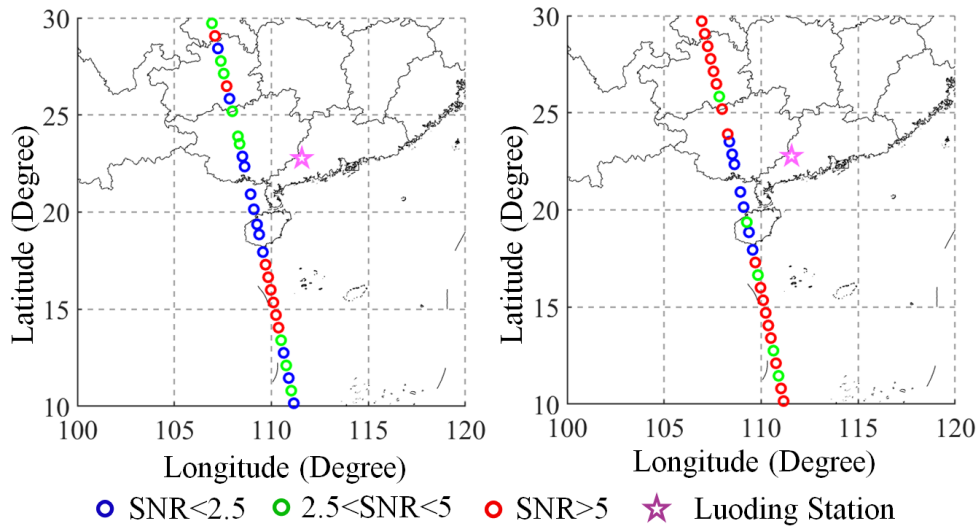 30
25
20
15
10
Latitude (Degree)
100 105 110 115 120
Longitude (Degree)
30
25
20
15
10
Latitude (Degree)
100 105 110 115 120
Longitude (Degree)
SNR<2.5 2.5<SNR<5 SNR>5 Luoding Station